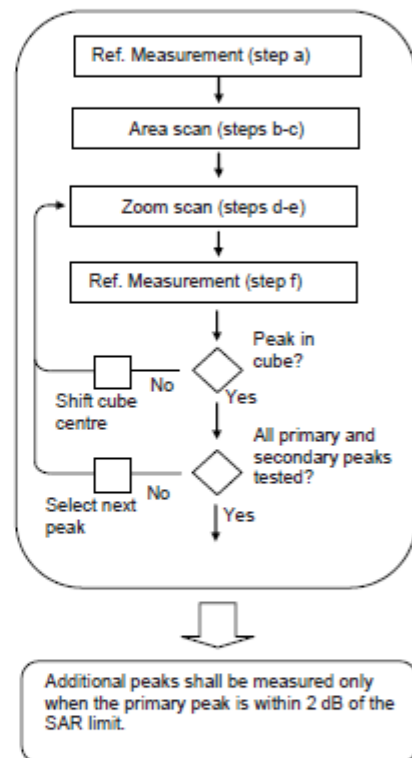 Ref. Measurement (step a)
Area scan (steps b-c)
Zoom scan (steps d-e)
Ref. Measurement (step f)
Peak in
cube?
No
Yes
Shift cube
centre
All primary and
secondary peaks
tested?
No
Yes
Select next
peak
Additional peaks shall be measured only
when the primary peak is within 2 dB of the
SAR limit.